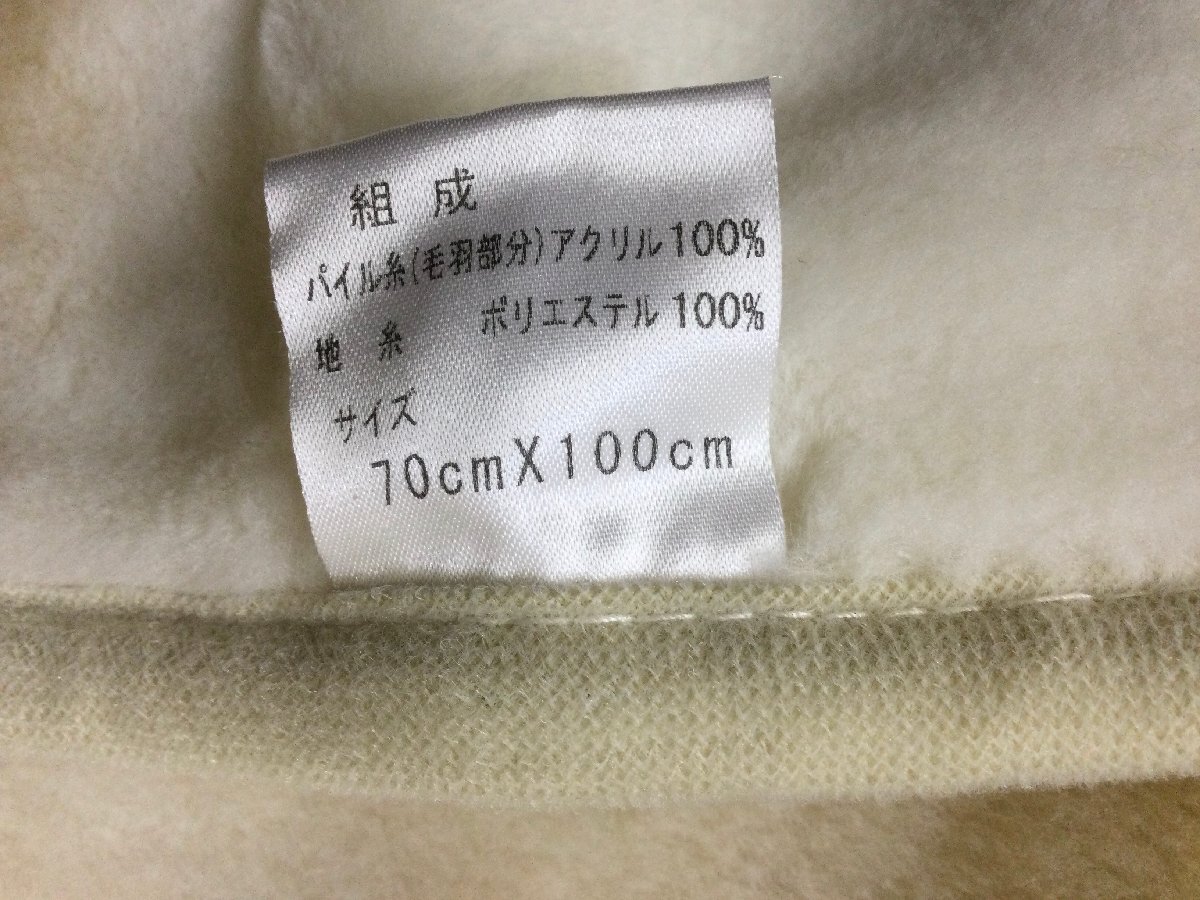 組 成
パイル糸(毛羽部分)アクリル100%
地 糸 ポリエステル100%
サイズ
70cmX100cm